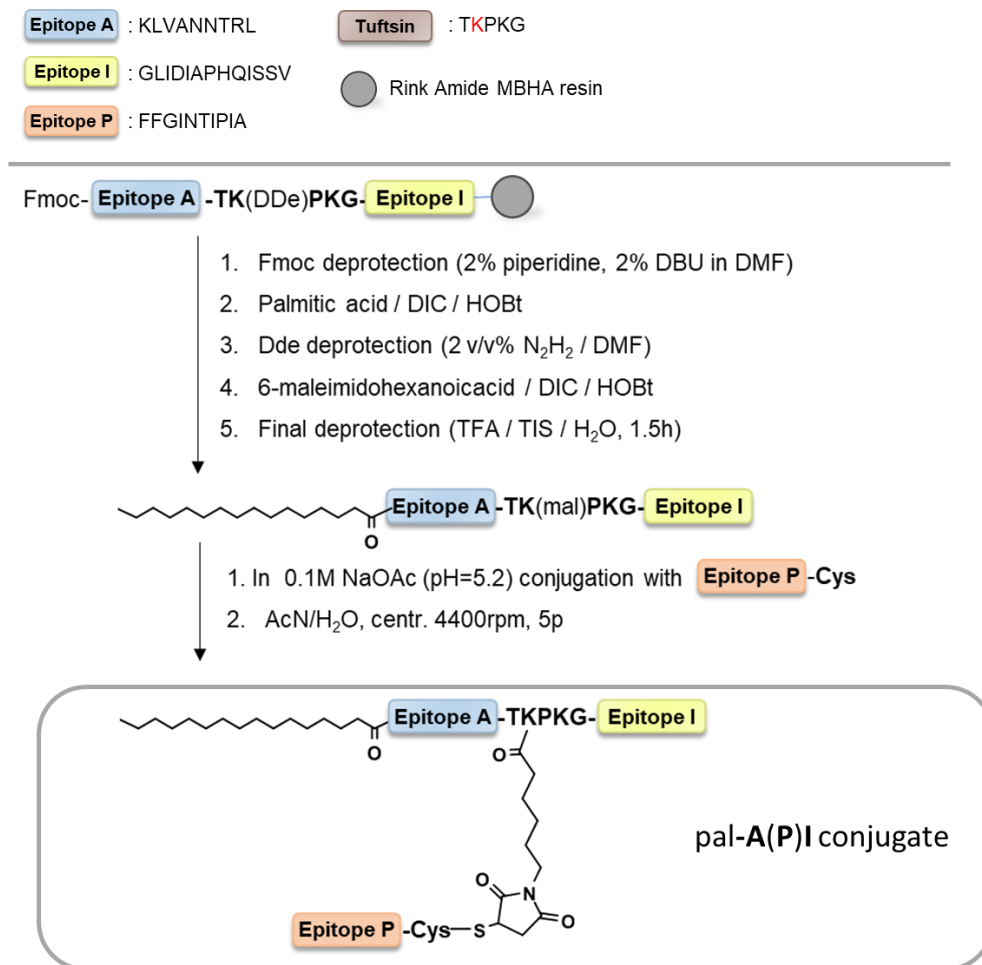 Epitope A : KLVANNTRL
Tuftsin : TKPKG
Epitope I : GLIDIAPHQISSV
Rink Amide MBHA resin
Epitope P : FFGINTIPIA
Fmoc- Epitope A -TK(DDe)PKG- Epitope I
1. Fmoc deprotection (2% piperidine, 2% DBU in DMF)
2. Palmitic acid / DIC / HOBt
3. Dde deprotection (2 v/v% N₂H₂ / DMF)
4. 6-maleimidohexanoicacid / DIC / HOBt
5. Final deprotection (TFA / TIS / H₂O, 1.5h)
O
Epitope A -TK(mal)PKG- Epitope I
1. In 0.1M NaOAc (pH=5.2) conjugation with Epitope P -Cys
2. AcN/H₂O, centr. 4400rpm, 5p
O
Epitope A -TKPKG- Epitope I
O
pal-A(P)I conjugate
O
N
O
Epitope P -Cys—S